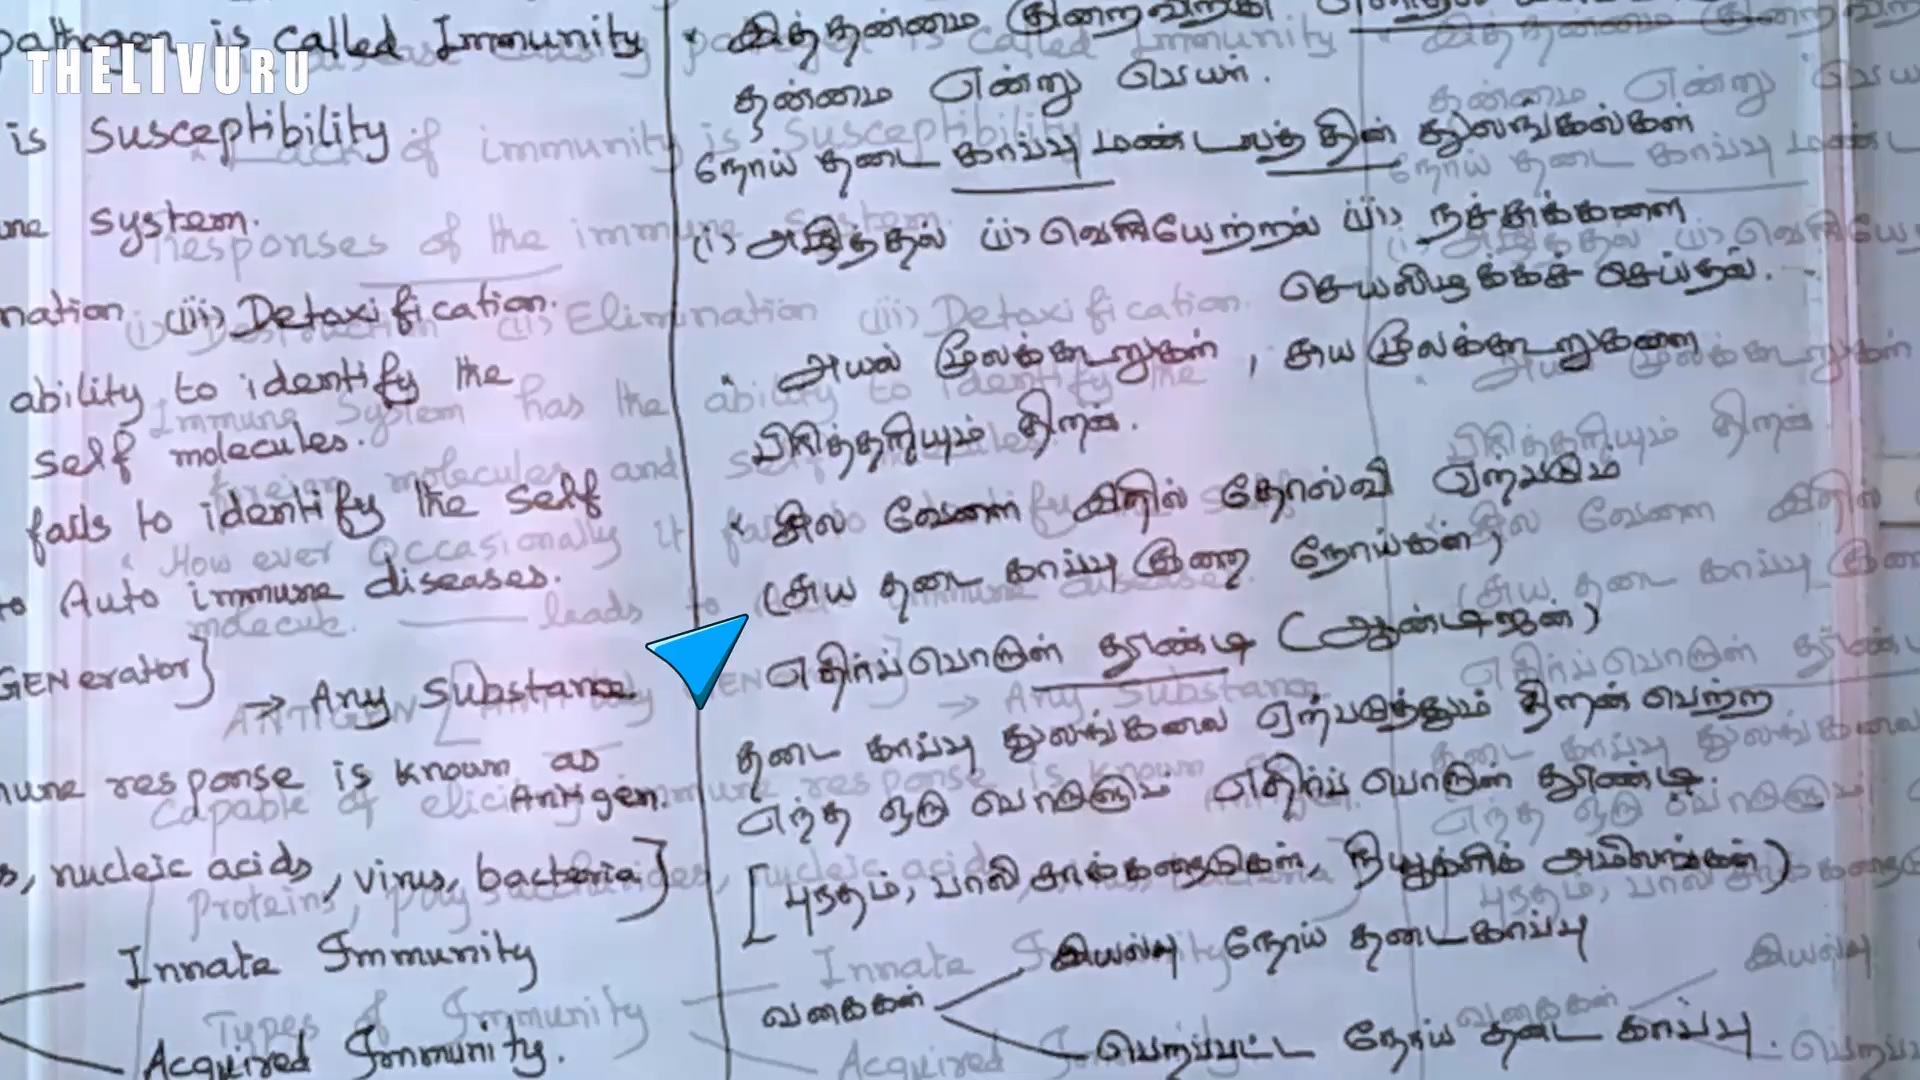 THELIVURU
pathogen is called Immunity
is Susceptibility
une system.
nation (iii) Detoxification.
ability to identify the
self molecules.
fails to identify the self
to Auto immune diseases.
GENerator]
→ Any Substance
mune response is known as
Antigen.
s, nucleic acids, virus, bacteria]
Innate Immunity
Acquired Immunity.
தன்மை என்று பெயர்.
நோய் தடை காப்பு மண்டலத்தின் துலங்கல்கள்
(i) அழித்தல் (ii) வெளியேற்றல் (iii) நச்சுக்களை
செயலிழக்கச் செய்தல்.
அயல் மூலக்கூறுகள், சுய மூலக்கூறுகளை
பிரித்தறியும் திறன்.
சில வேளை களில் தோல்வி ஏற்படும்
(சுய தடை காப்பு நோய்கள்)
எதிர்ப்பொருள் தூண்டி (ஆன்டிஜன்)
தடை காப்பு துலங்கலை ஏற்படுத்தும் திறன் பெற்ற
எந்த ஒரு பொருளும் எதிர்ப் பொருள் தூண்டி.
[புரதம், பாலி சாக்கரைடுகள், நியூக்ளிக் அமிலங்கள்)
வகைகள்
இயல்பு நோய் தடைகாப்பு
பெறப்பட்ட நோய் தடை காப்பு.